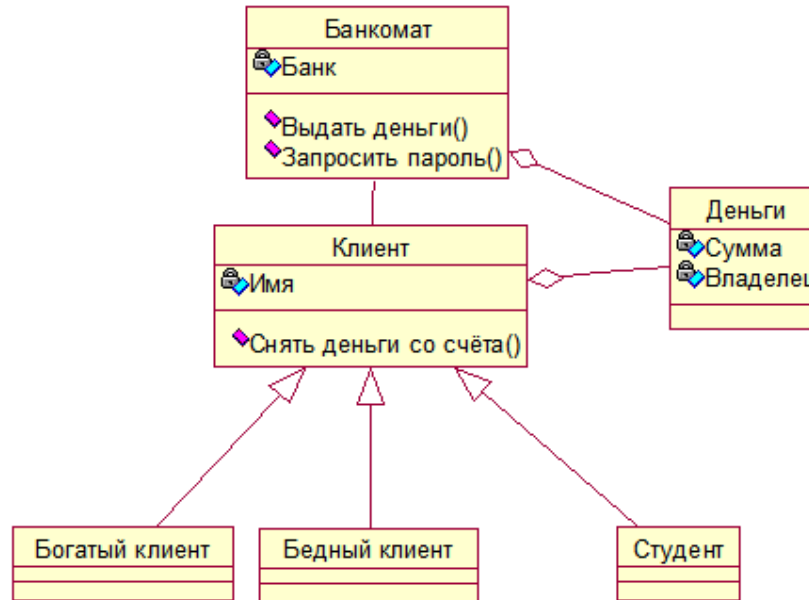 Банкомат
Банк
Выдать деньги()
Запросить пароль()
Деньги
Сумма
Владелец
Клиент
Имя
Снять деньги со счёта()
Богатый клиент
Бедный клиент
Студент